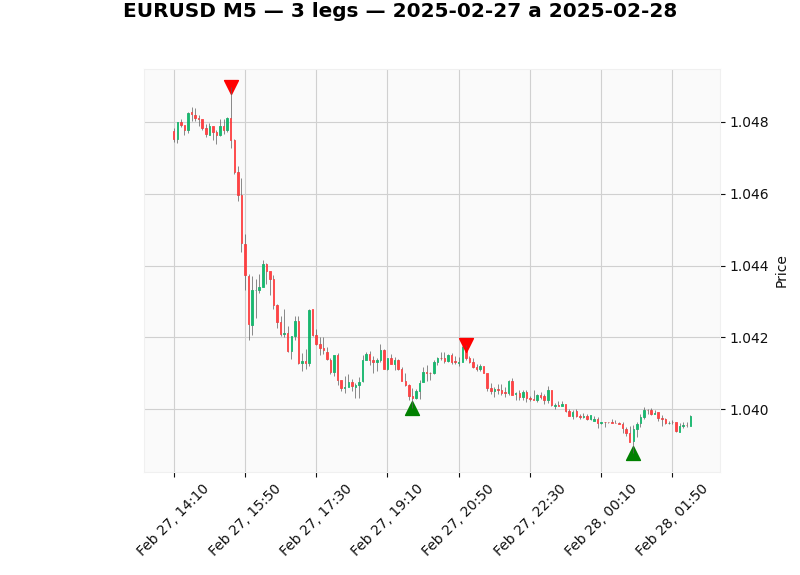 EURUSD M5 — 3 legs — 2025-02-27 a 2025-02-28
1.048
1.046
1.044
1.042
1.040
Price
Feb 27, 14:10
Feb 27, 15:50
Feb 27, 17:30
Feb 27, 19:10
Feb 27, 20:50
Feb 27, 22:30
Feb 28, 00:10
Feb 28, 01:50